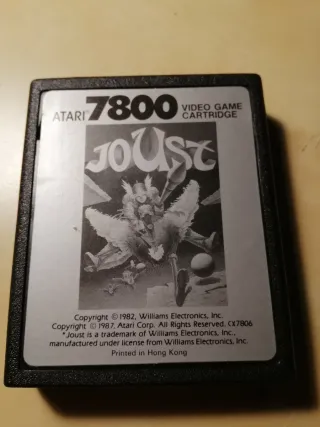 ATARI 7800 VIDEO GAME CARTRIDGE
JOUST
Copyright © 1982, Williams Electronics, Inc.
Copyright © 1987, Atari Corp. All Rights Reserved. CX7806
*Joust is a trademark of Williams Electronics, Inc.,
manufactured under license from Williams Electronics, Inc.
Printed in Hong Kong